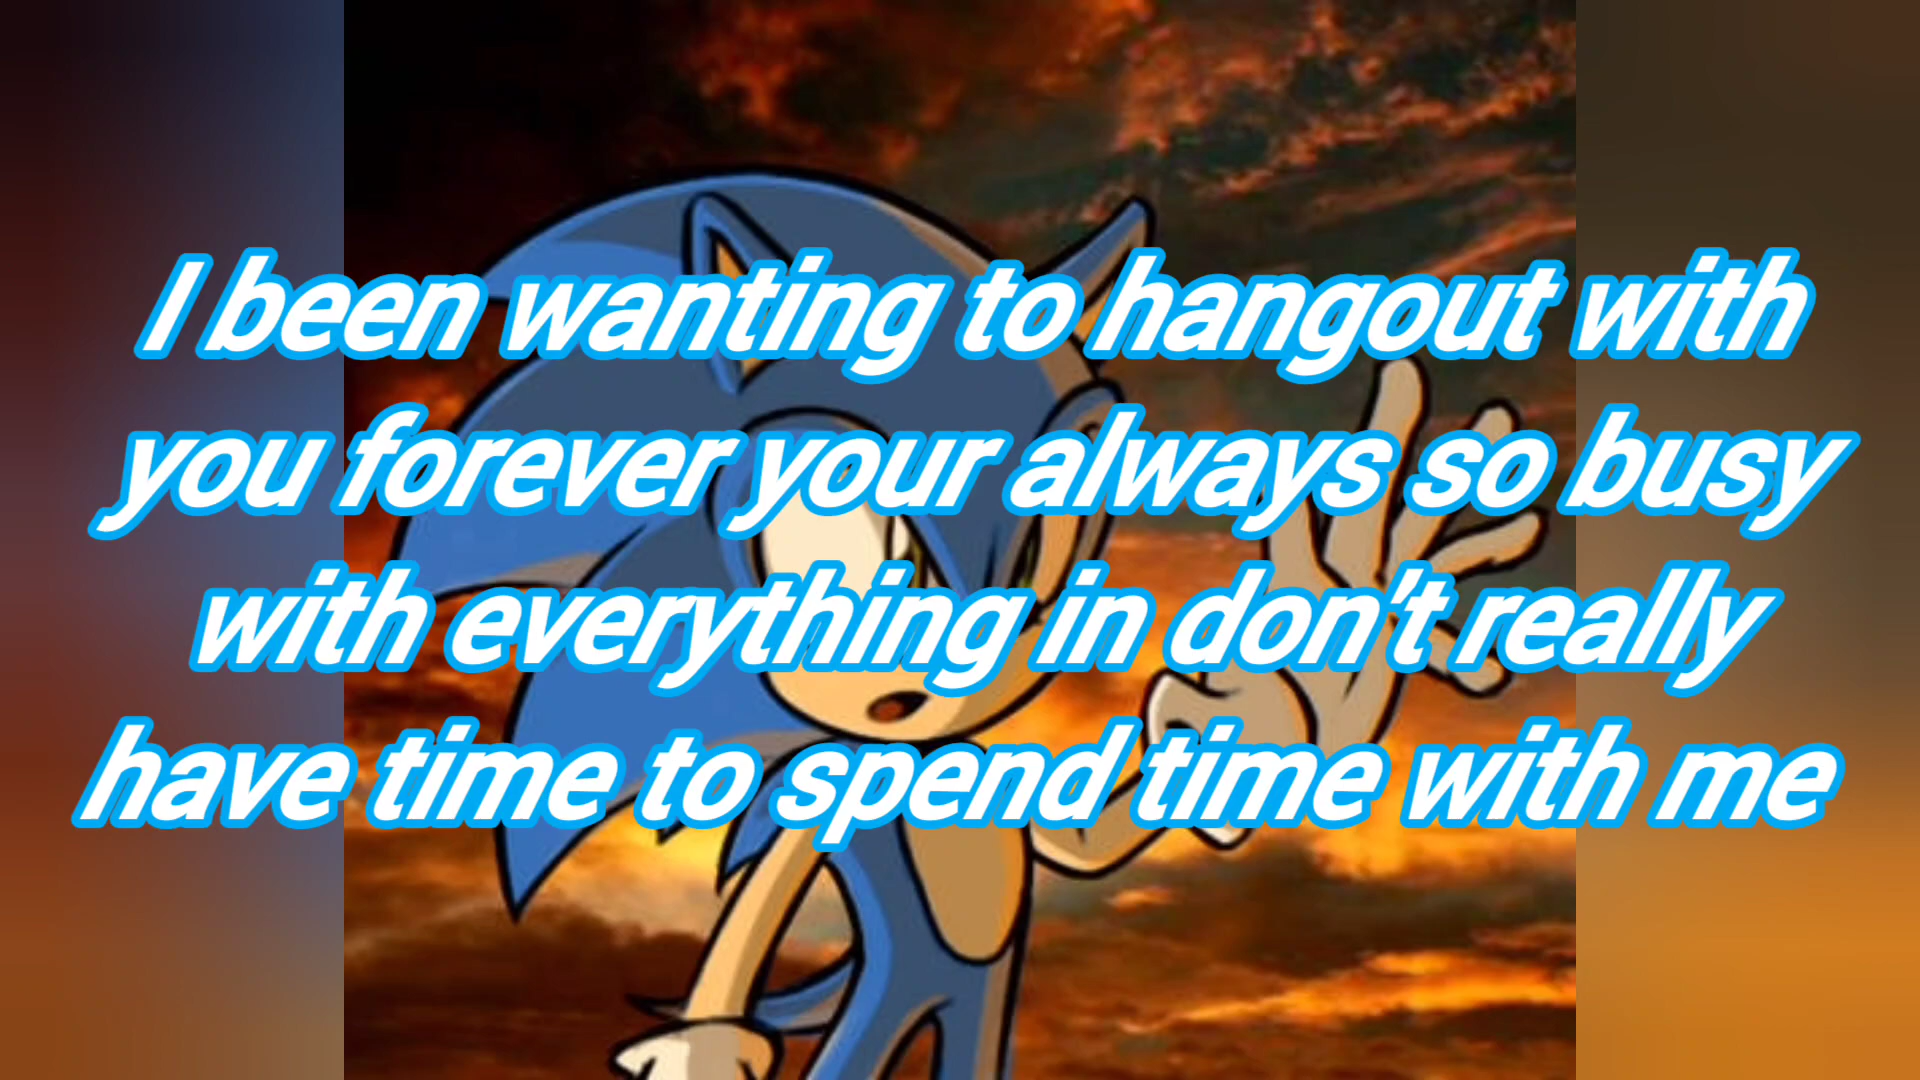 I been wanting to hangout with
you forever your always so busy
with everything in don't really
have time to spend time with me